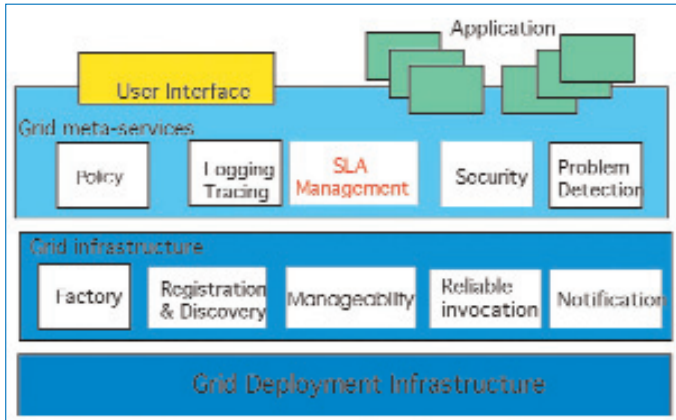 Application
User Interface
Grid meta-services
Policy
Logging
Tracing
SLA
Management
Security
Problem
Detection
Grid infrastructure
Factory
Registration
& Discovery
Manageability
Reliable
invocation
Notification
Grid Deployment Infrastructure